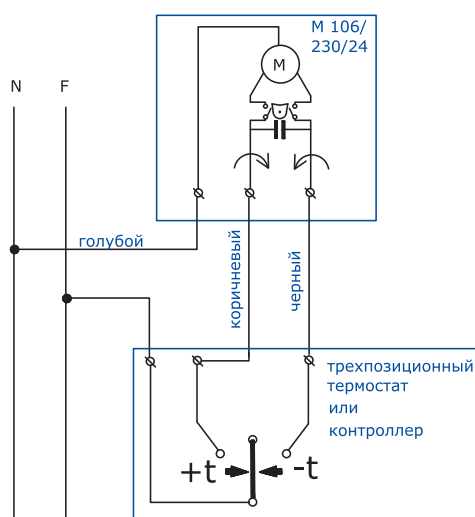 M 106/
230/24
M
N F
голубой
коричневый
черный
трехпозиционный
термостат
или
контроллер
+t -t